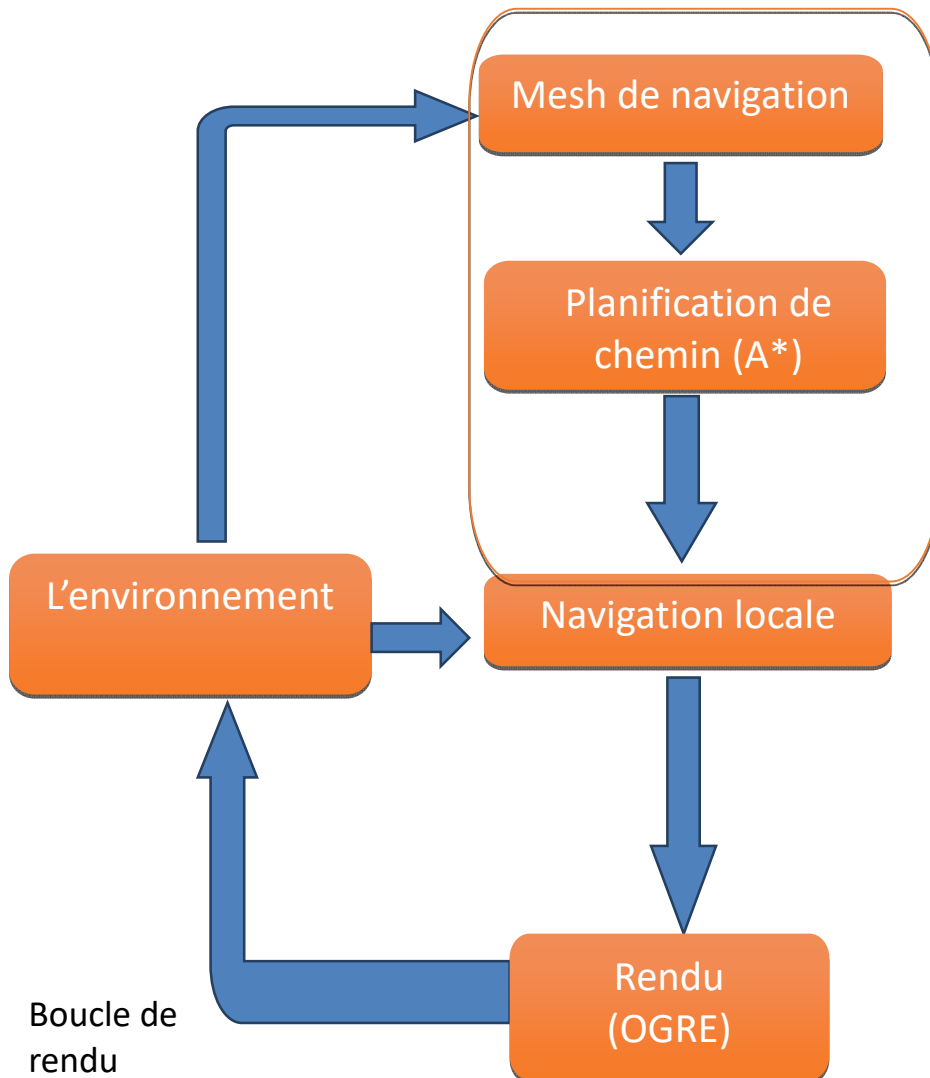 Mesh de navigation
Planification de
chemin (A*)
L’environnement
Navigation locale
Rendu
(OGRE)
Boucle de
rendu